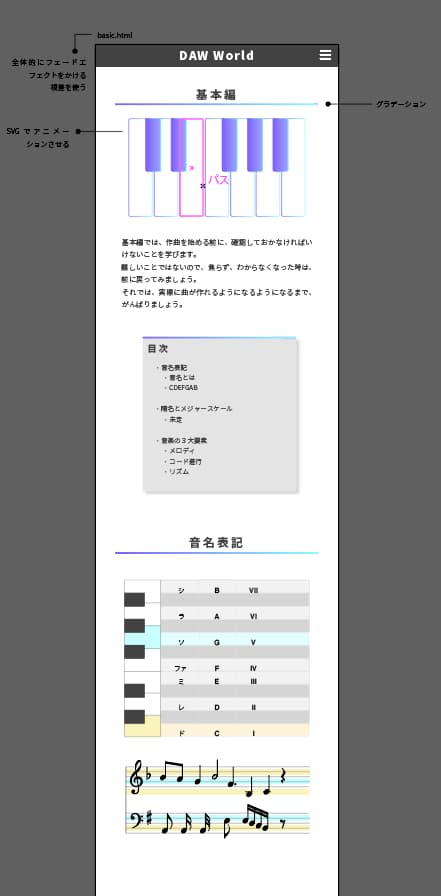 basic.html
全体的にフェードエ
フェクトをかける
視差を使う
DAW World
基本編
グラデーション
SVG でアニメー
ションさせる
パス
基本編では、作曲を始める前に、確認しておかなければい
けないことを学びます。
難しいことではないので、焦らず、わからなくなった時は、
前に戻ってみましょう。
それでは、実際に曲が作れるようになるようになるまで、
がんばりましょう。
目次
・音名表記
・音名とは
・CDEFGAB
・階名とメジャースケール
・未定
・音楽の3大要素
・メロディ
・コード進行
・リズム
音名表記
シ B VII
ラ A VI
ソ G V
ファ F IV
ミ E III
レ D II
ド C I